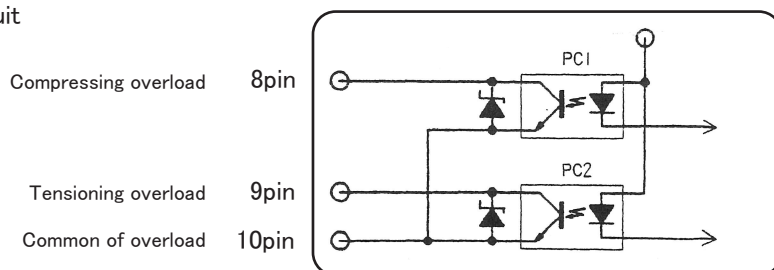 uit
PC1
Compressing overload 8pin
PC2
Tensioning overload 9pin
Common of overload 10pin